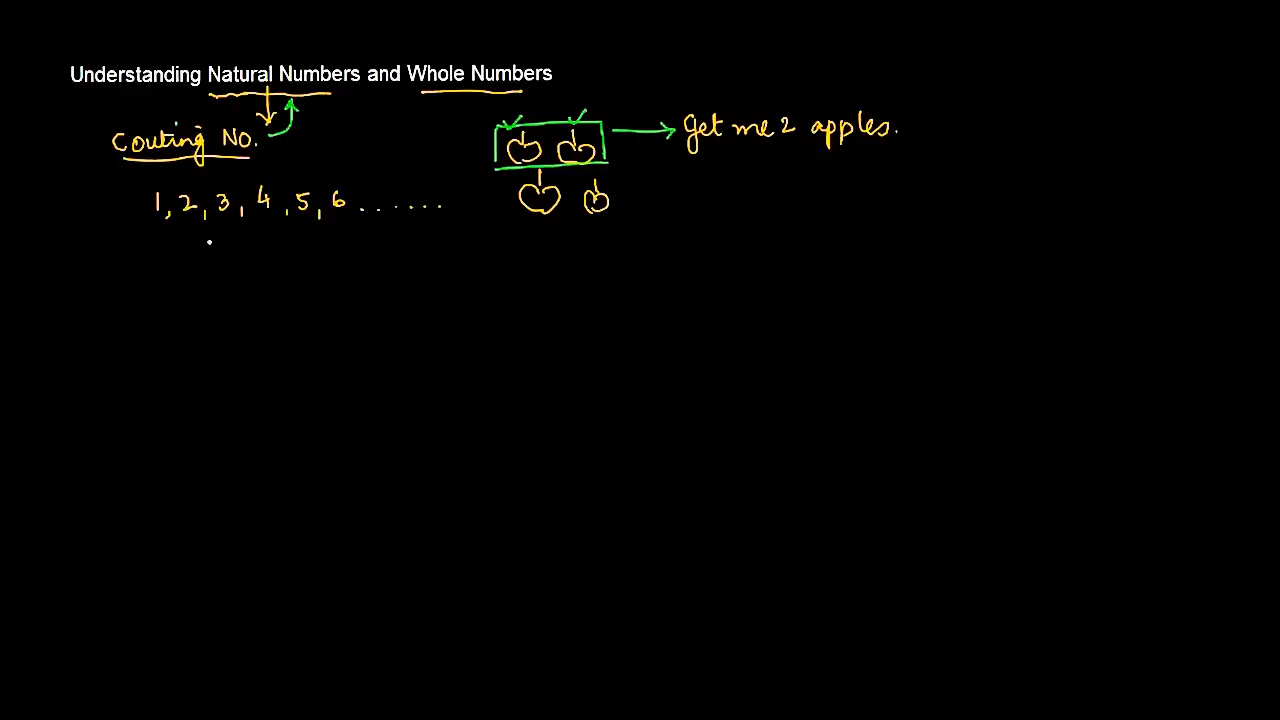 Understanding Natural Numbers and Whole Numbers
Couting No.
1, 2, 3, 4, 5, 6 . . . . . .
Get me 2 apples.